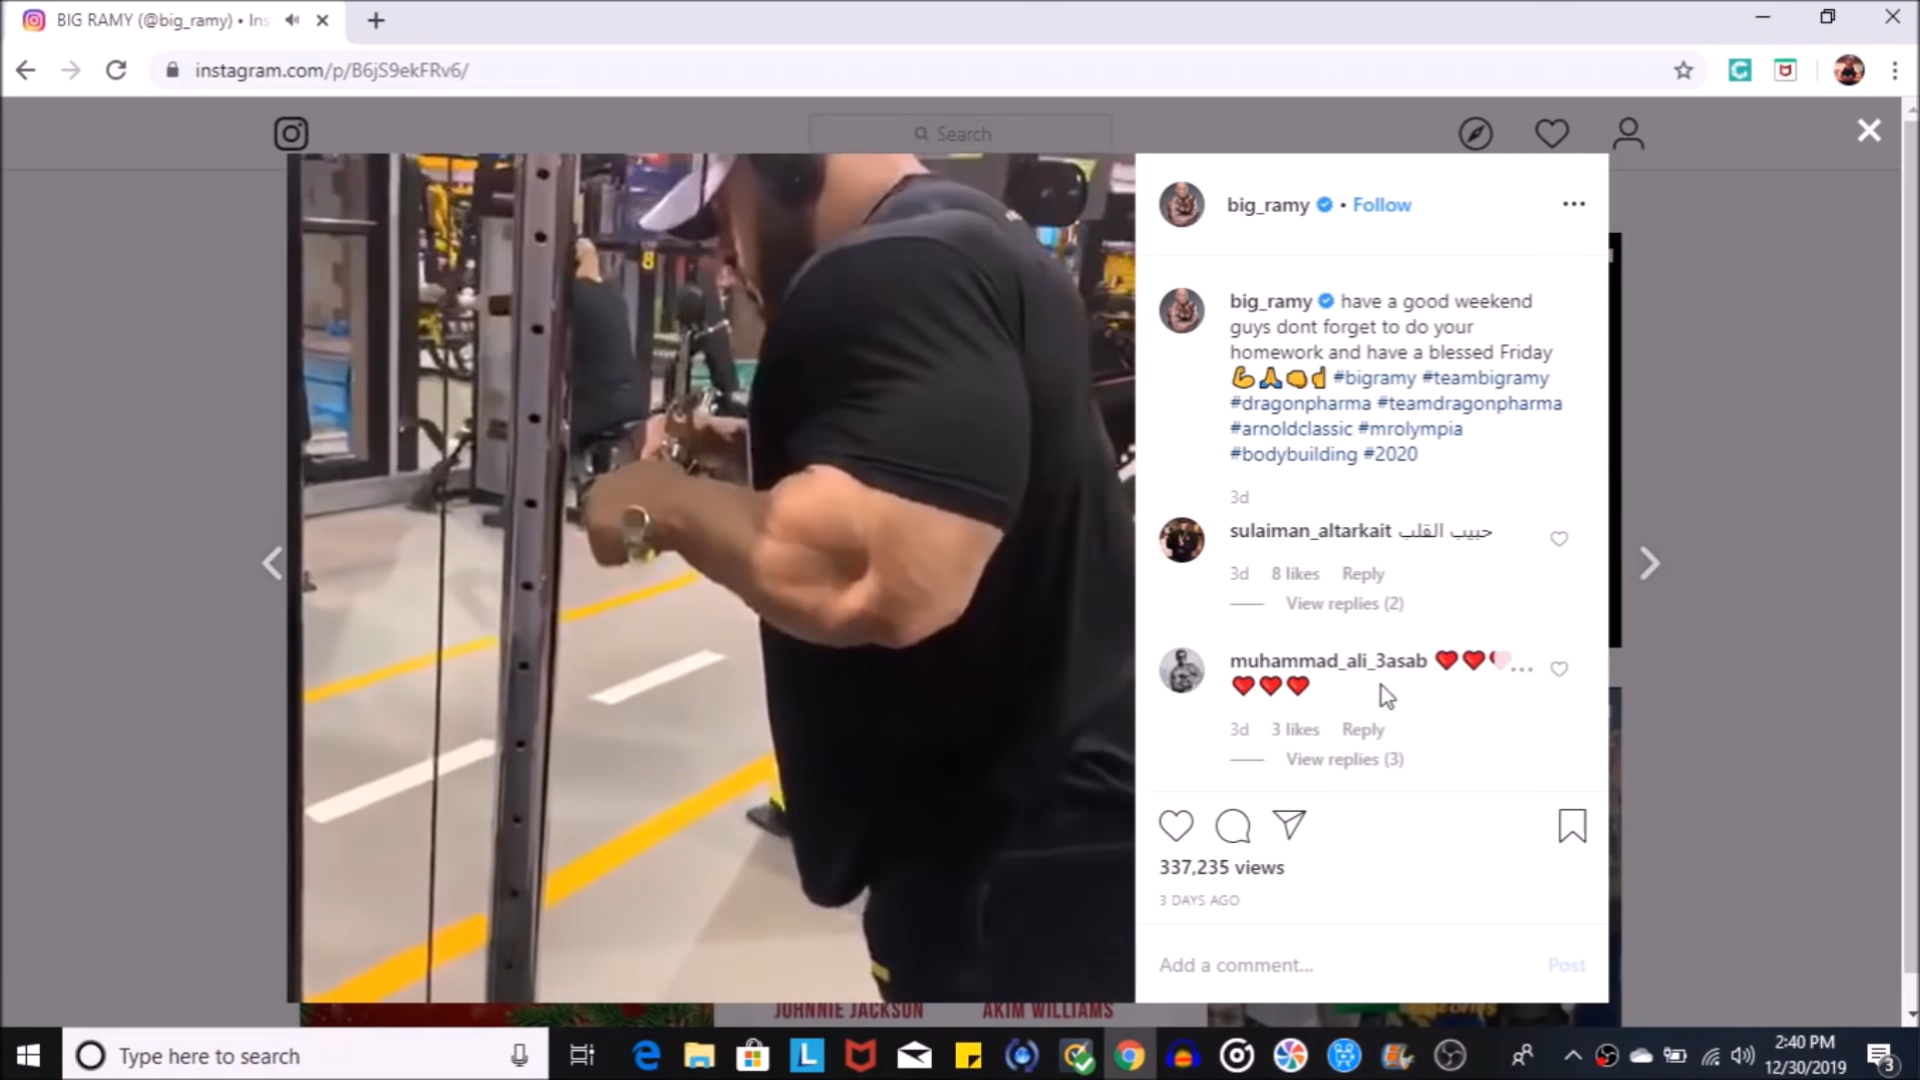 BIG RAMY (@big_ramy) • Ins
instagram.com/p/B6jS9ekFRv6/
Search
8
big_ramy • Follow
big_ramy have a good weekend
guys dont forget to do your
homework and have a blessed Friday
💪🙏👊☝ #bigramy #teambigramy
#dragonpharma #teamdragonpharma
#arnoldclassic #mrolympia
#bodybuilding #2020
3d
sulaiman_altarkait حبيب القلب
3d 8 likes Reply
View replies (2)
muhammad_ali_3asab ❤️❤️
❤️❤️❤️
3d 3 likes Reply
View replies (3)
337,235 views
3 DAYS AGO
Add a comment... Post
JOHNNIE JACKSON AKIM WILLIAMS
Type here to search
2:40 PM
12/30/2019
3